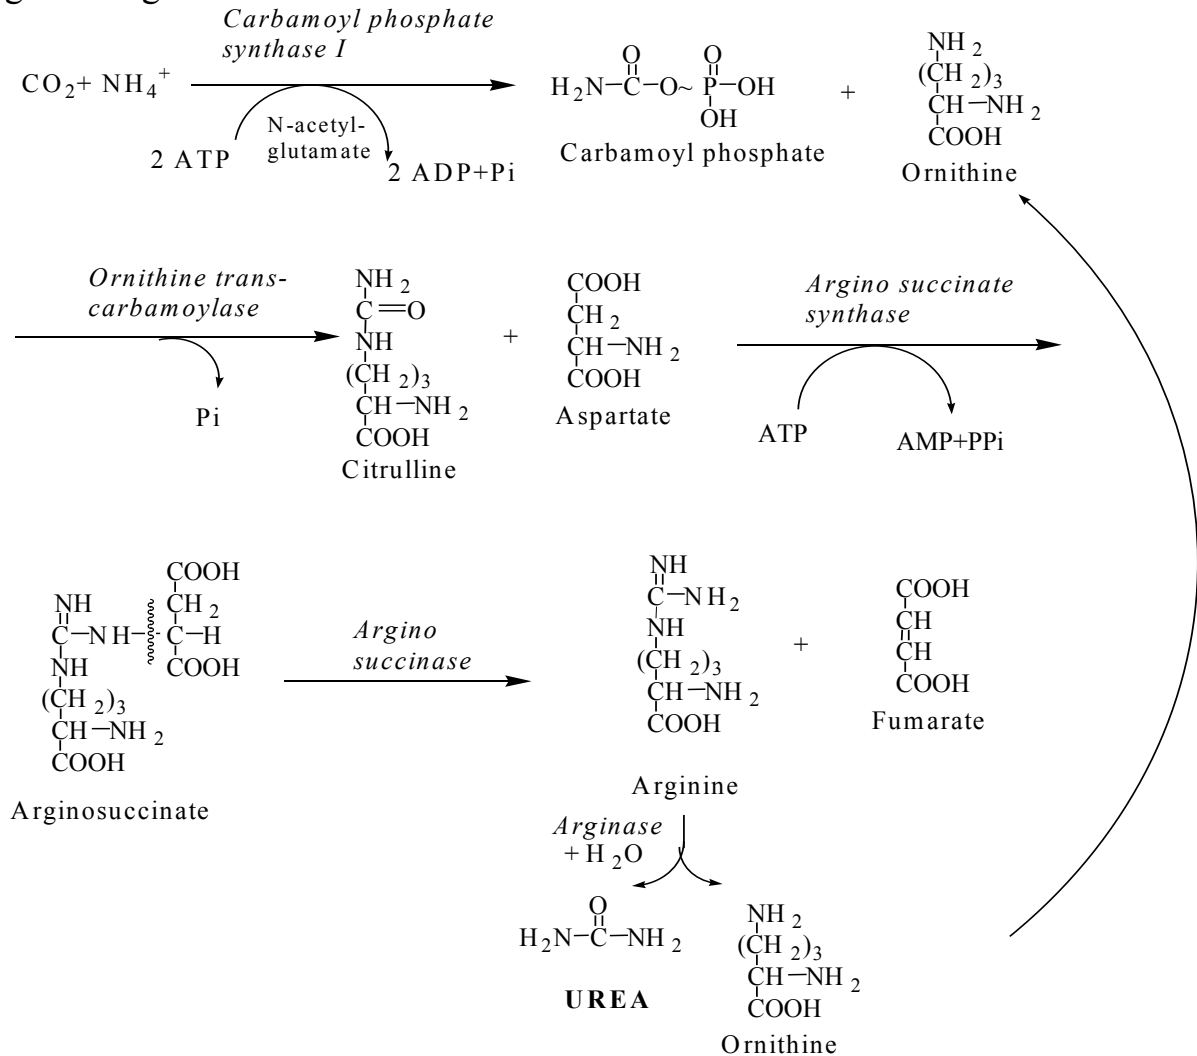 Carbamoyl phosphate
synthase I
CO2+ NH4+
N-acetyl-
glutamate
2 ATP
2 ADP+Pi
O O
H2N–C–O~P–OH
OH
Carbamoyl phosphate
+
NH2
(CH2)3
CH–NH2
COOH
Ornithine
Ornithine trans-
carbamoylase
Pi
NH2
C=O
NH
(CH2)3
CH–NH2
COOH
Citrulline
+
COOH
CH2
CH–NH2
COOH
Aspartate
Argino succinate
synthase
ATP
AMP+PPi
COOH
CH2
NH
C–NH–C–H
NH COOH
(CH2)3
CH–NH2
COOH
Arginosuccinate
Argino
succinase
NH
C–NH2
NH
(CH2)3
CH–NH2
COOH
Arginine
+
COOH
CH
CH
COOH
Fumarate
Arginase
+ H2O
O
H2N–C–NH2
UREA
NH2
(CH2)3
CH–NH2
COOH
Ornithine